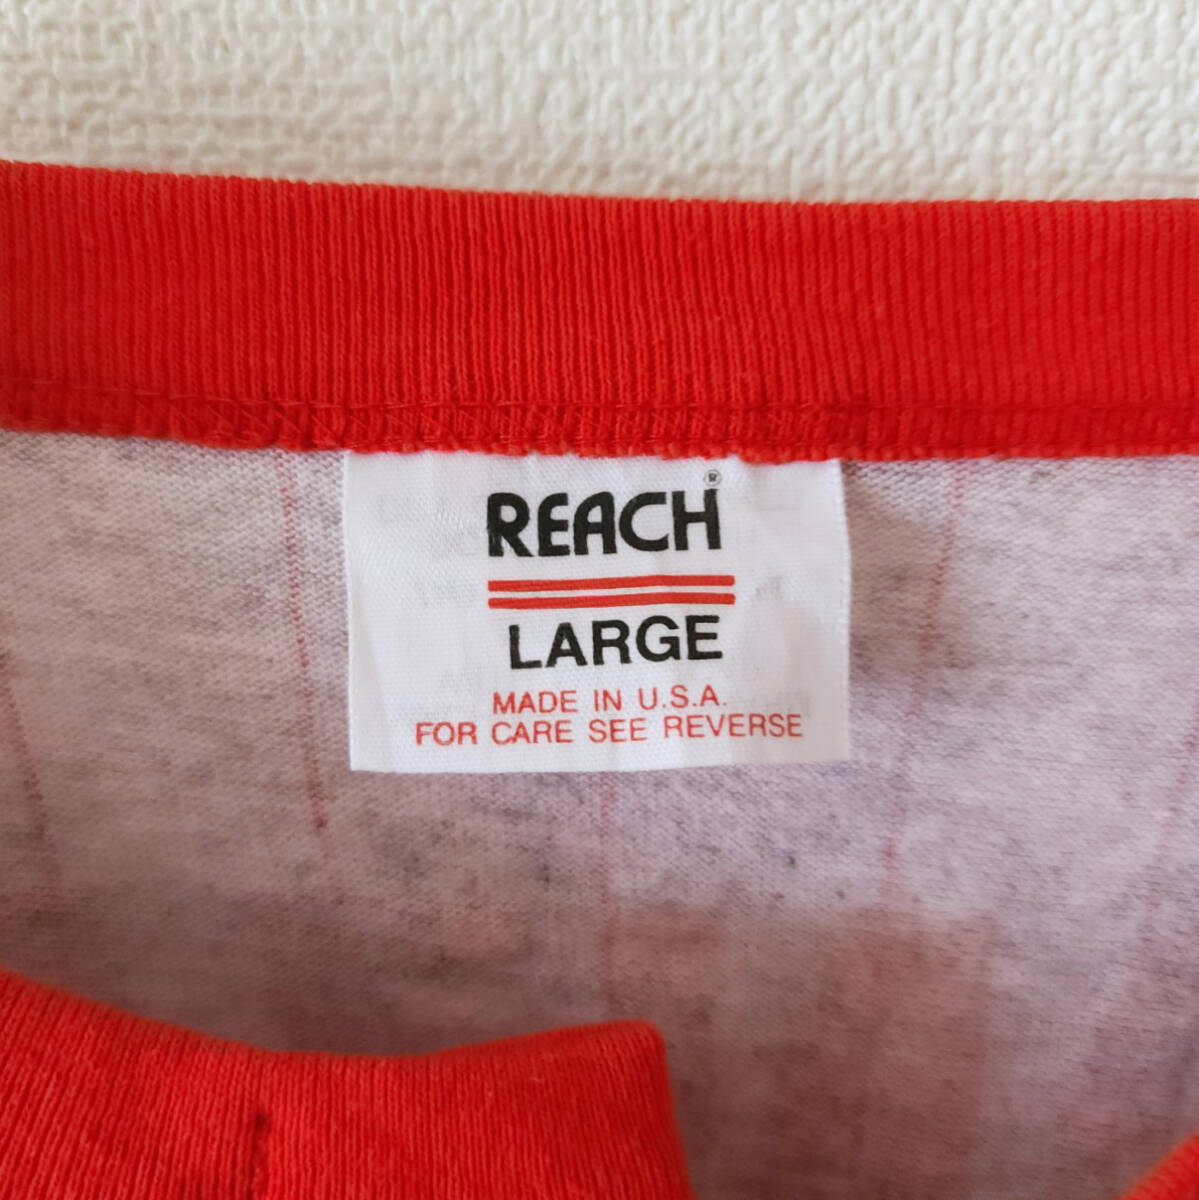 REACH®
LARGE
MADE IN U.S.A.
FOR CARE SEE REVERSE